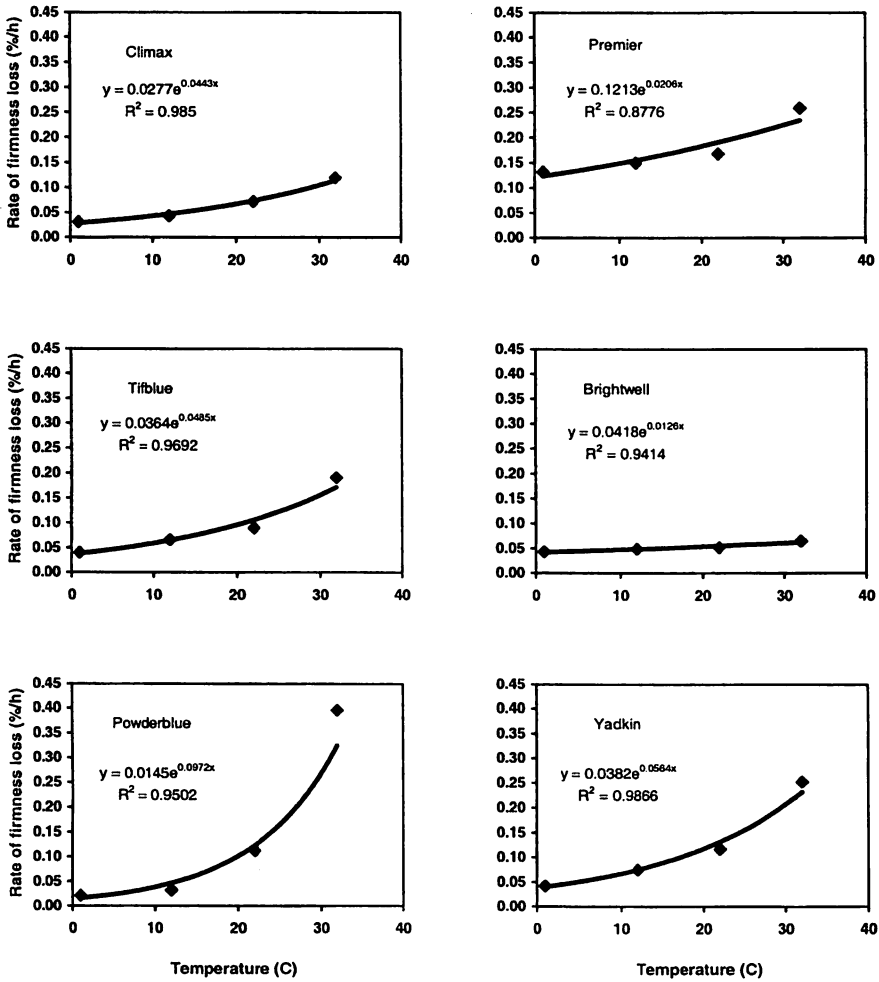 Rate of firmness loss (%/h)
0.45
0.40
0.35
0.30
0.25
0.20
0.15
0.10
0.05
0.00
Climax
y = 0.0277e^0.0443x
R² = 0.985
0 10 20 30 40
0.45
0.40
0.35
0.30
0.25
0.20
0.15
0.10
0.05
0.00
Premier
y = 0.1213e^0.0206x
R² = 0.8776
0 10 20 30 40
Rate of firmness loss (%/h)
0.45
0.40
0.35
0.30
0.25
0.20
0.15
0.10
0.05
0.00
Tifblue
y = 0.0364e^0.0485x
R² = 0.9692
0 10 20 30 40
0.45
0.40
0.35
0.30
0.25
0.20
0.15
0.10
0.05
0.00
Brightwell
y = 0.0418e^0.0126x
R² = 0.9414
0 10 20 30 40
Rate of firmness loss (%/h)
0.45
0.40
0.35
0.30
0.25
0.20
0.15
0.10
0.05
0.00
Powderblue
y = 0.0145e^0.0972x
R² = 0.9502
0 10 20 30 40
Temperature (C)
0.45
0.40
0.35
0.30
0.25
0.20
0.15
0.10
0.05
0.00
Yadkin
y = 0.0382e^0.0564x
R² = 0.9866
0 10 20 30 40
Temperature (C)